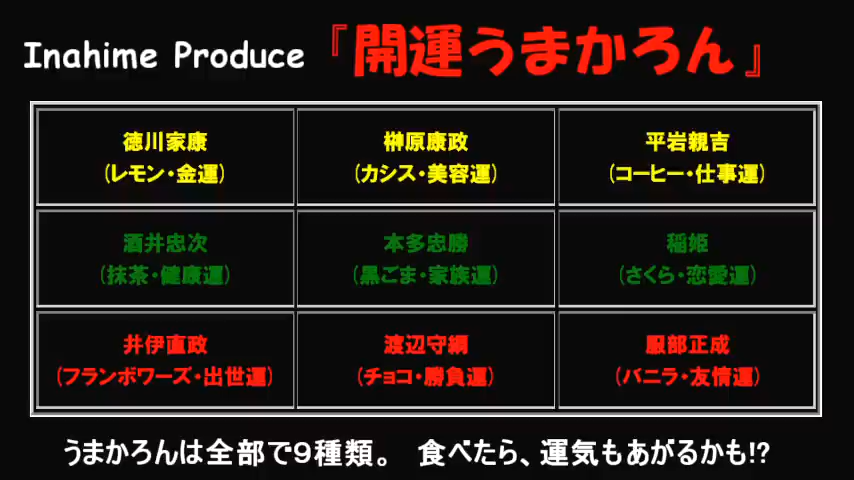 Inahime Produce『開運うまかろん』
徳川家康
(レモン・金運)
榊原康政
(カシス・美容運)
平岩親吉
(コーヒー・仕事運)
酒井忠次
(抹茶・健康運)
本多忠勝
(黒ごま・家族運)
稲姫
(さくら・恋愛運)
井伊直政
(フランボワーズ・出世運)
渡辺守綱
(チョコ・勝負運)
服部正成
(バニラ・友情運)
うまかろんは全部で9種類。 食べたら、運気もあがるかも!?